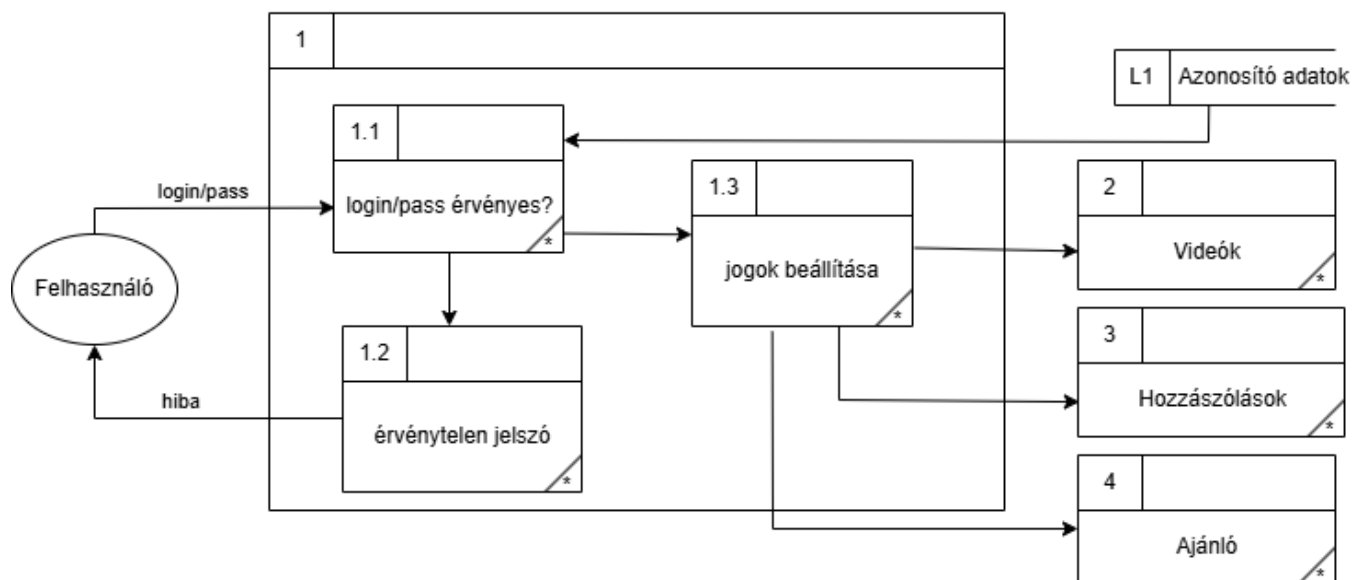 1
L1 Azonosító adatok
1.1
login/pass érvényes?
*
login/pass
Felhasználó
hiba
1.2
érvénytelen jelszó
*
1.3
jogok beállítása
*
2
Videók
*
3
Hozzászólások
*
4
Ajánló
*